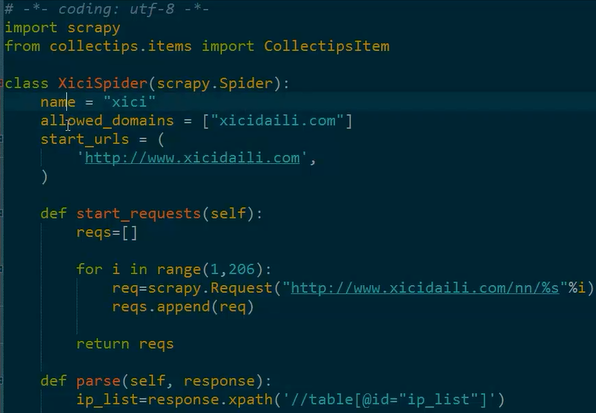 # -*- coding: utf-8 -*-
import scrapy
from collectips.items import CollectipsItem
class XiciSpider(scrapy.Spider):
    name = "xici"
    allowed_domains = ["xicidaili.com"]
    start_urls = (
        'http://www.xicidaili.com',
    )
    def start_requests(self):
        reqs=[]
        for i in range(1,206):
            req=scrapy.Request("http://www.xicidaili.com/nn/%s"%i)
            reqs.append(req)
        return reqs
    def parse(self, response):
        ip_list=response.xpath('//table[@id="ip_list"]')